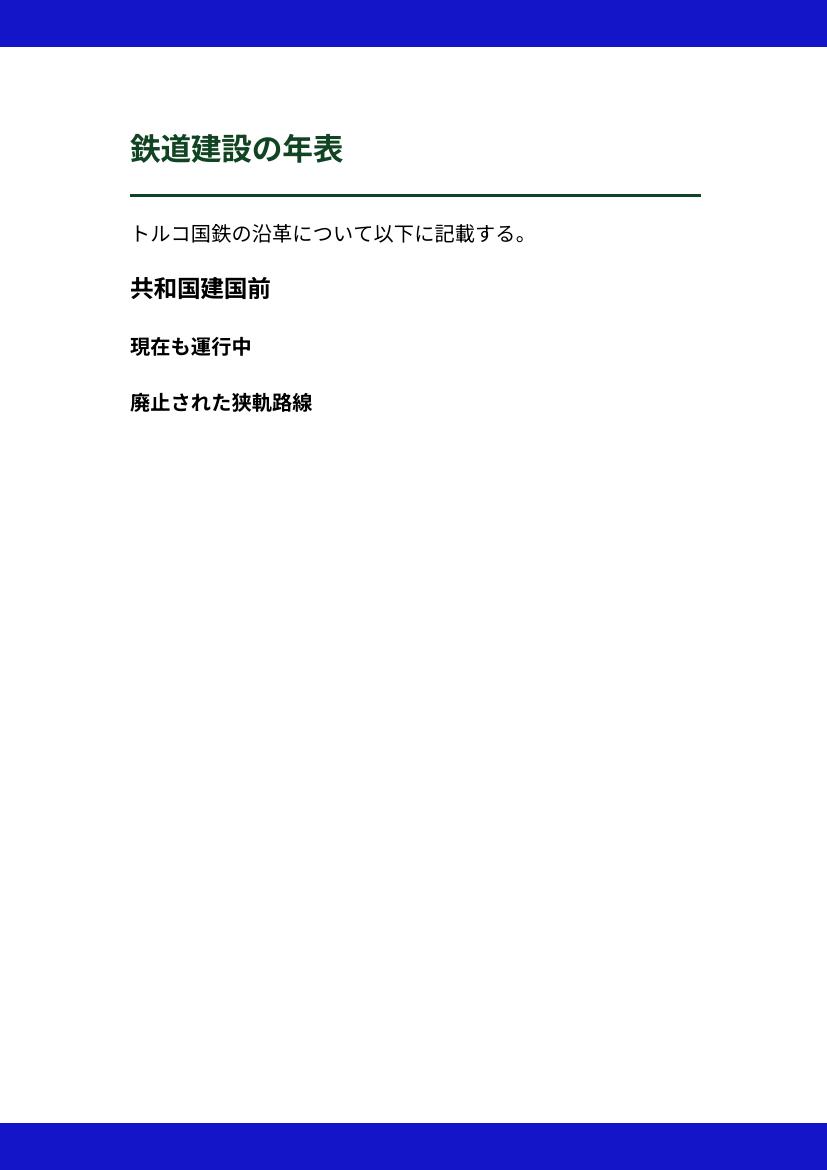 鉄道建設の年表
トルコ国鉄の沿革について以下に記載する。
共和国建国前
現在も運行中
廃止された狭軌路線